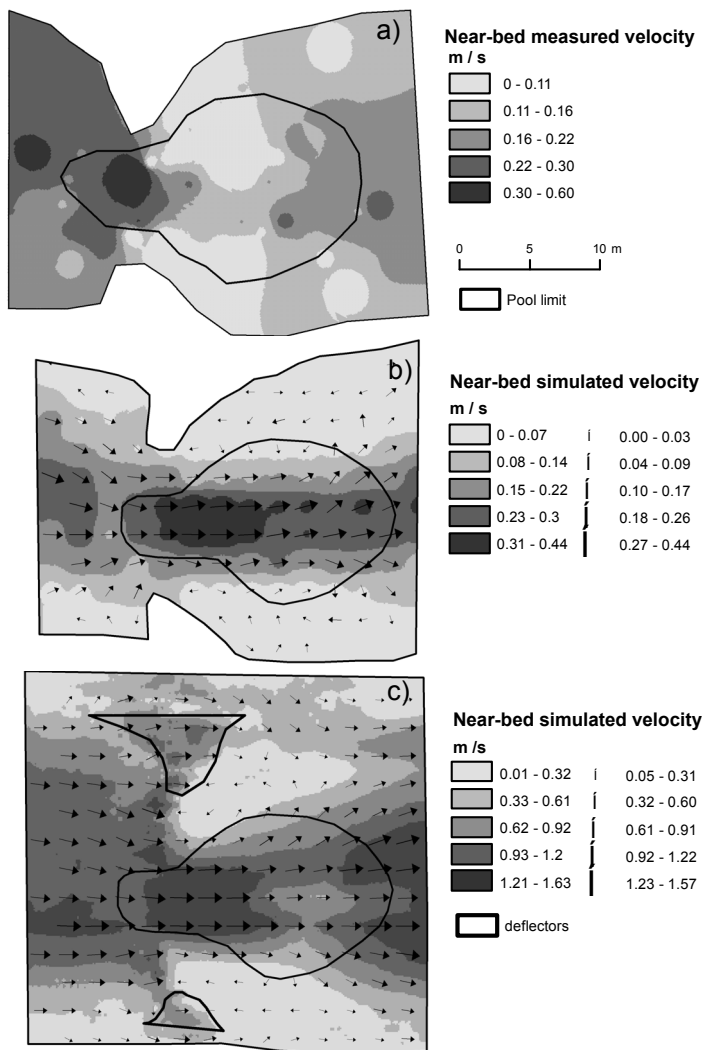 a)
Near-bed measured velocity
m / s
0 - 0.11
0.11 - 0.16
0.16 - 0.22
0.22 - 0.30
0.30 - 0.60
0 5 10 m
Pool limit
b)
Near-bed simulated velocity
m / s
0 - 0.07 0.00 - 0.03
0.08 - 0.14 0.04 - 0.09
0.15 - 0.22 0.10 - 0.17
0.23 - 0.3 0.18 - 0.26
0.31 - 0.44 0.27 - 0.44
c)
Near-bed simulated velocity
m /s
0.01 - 0.32 0.05 - 0.31
0.33 - 0.61 0.32 - 0.60
0.62 - 0.92 0.61 - 0.91
0.93 - 1.2 0.92 - 1.22
1.21 - 1.63 1.23 - 1.57
deflectors